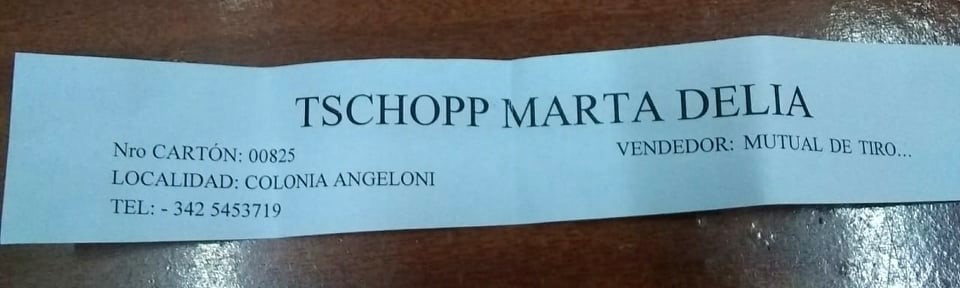 TSCHOPP MARTA DELIA
Nro CARTÓN: 00825
VENDEDOR: MUTUAL DE TIRO...
LOCALIDAD: COLONIA ANGELONI
TEL: - 342 5453719